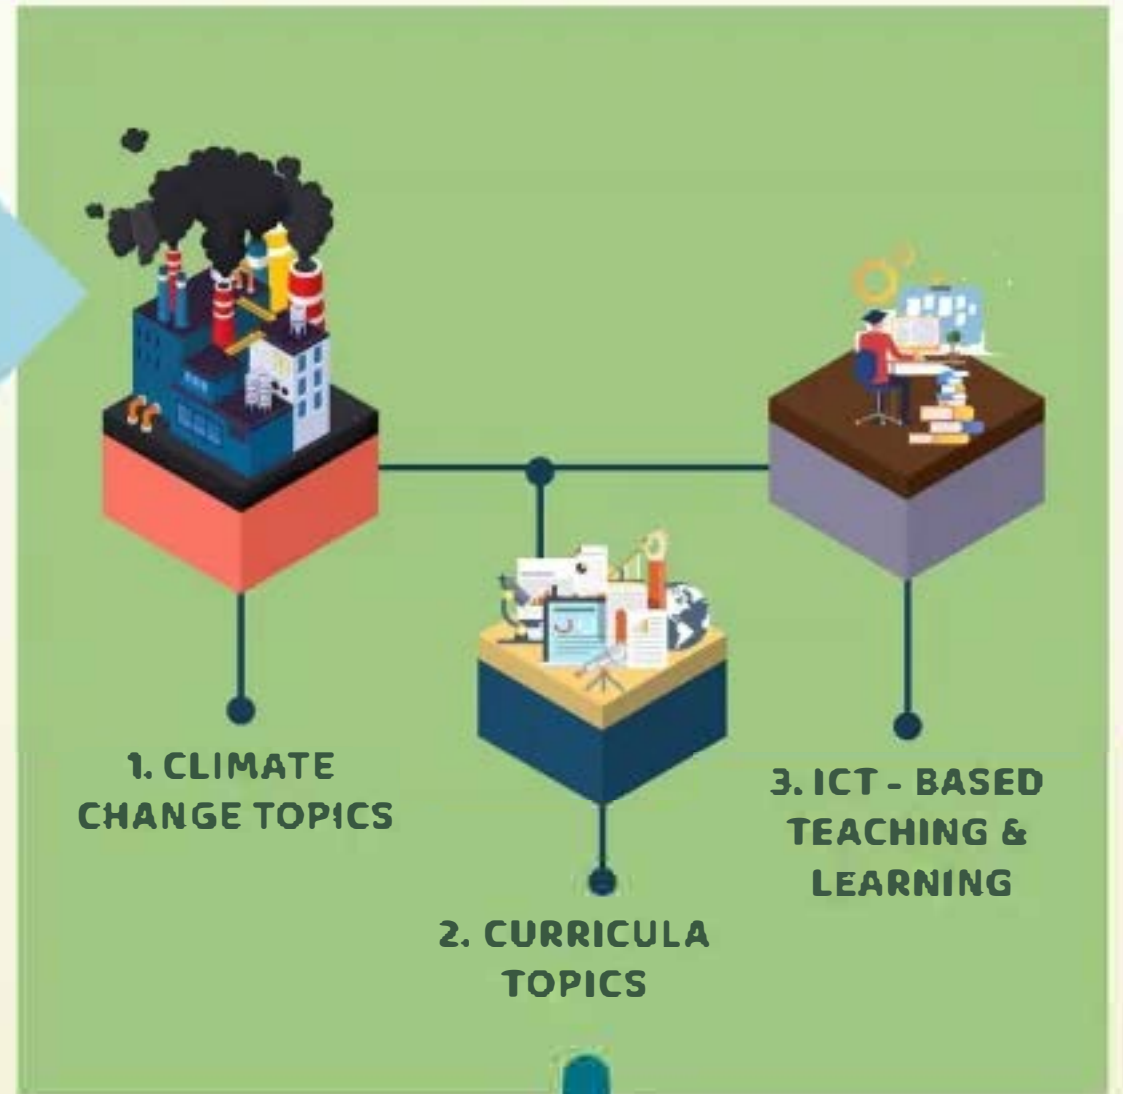 1. CLIMATE
CHANGE TOPICS
2. CURRICULA
TOPICS
3. ICT - BASED
TEACHING &
LEARNING